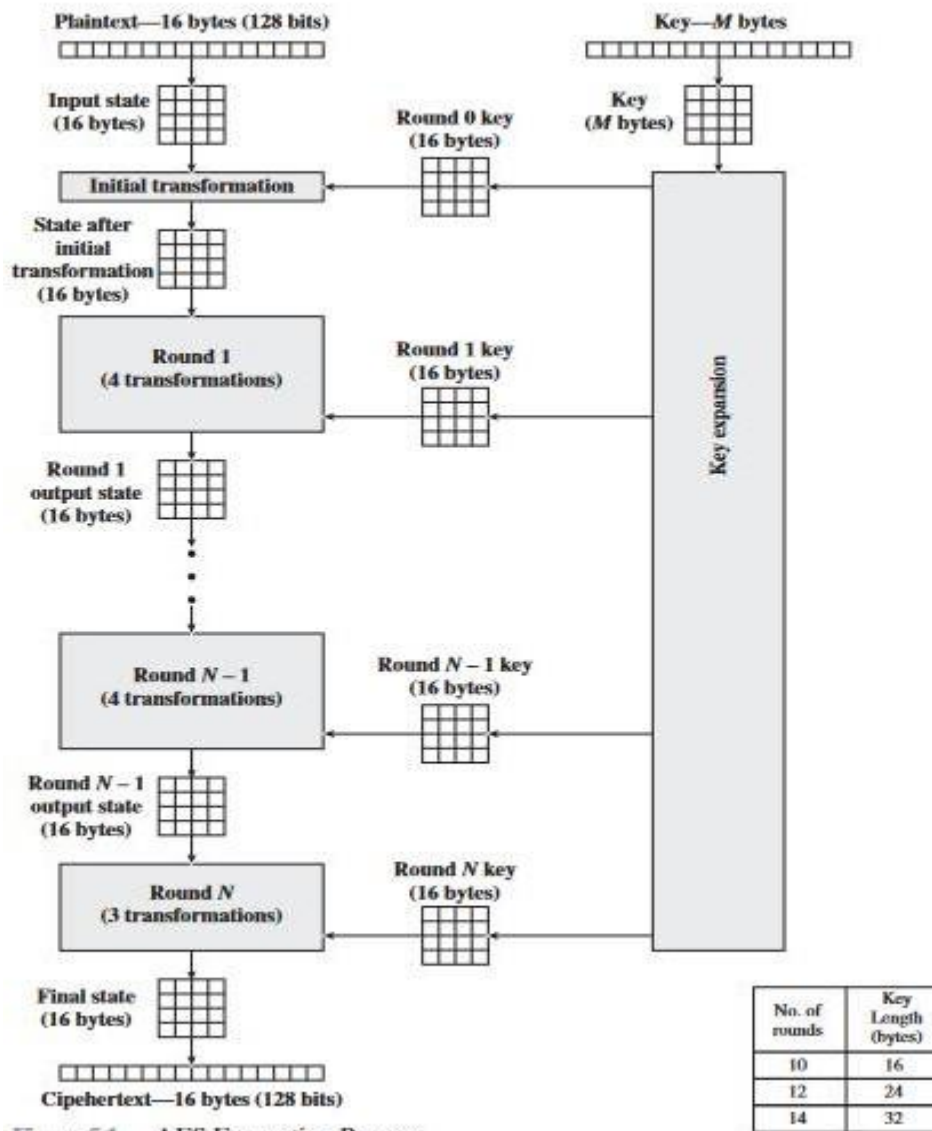 Plaintext—16 bytes (128 bits)
Key—M bytes
Input state
(16 bytes)
Key
(M bytes)
Round 0 key
(16 bytes)
Initial transformation
State after
initial
transformation
(16 bytes)
Round 1
(4 transformations)
Round 1 key
(16 bytes)
Key expansion
Round 1
output state
(16 bytes)
Round N – 1
(4 transformations)
Round N – 1 key
(16 bytes)
Round N – 1
output state
(16 bytes)
Round N
(3 transformations)
Round N key
(16 bytes)
Final state
(16 bytes)
No. of
rounds
Key
Length
(bytes)
10 16
12 24
14 32
Cipehertext—16 bytes (128 bits)